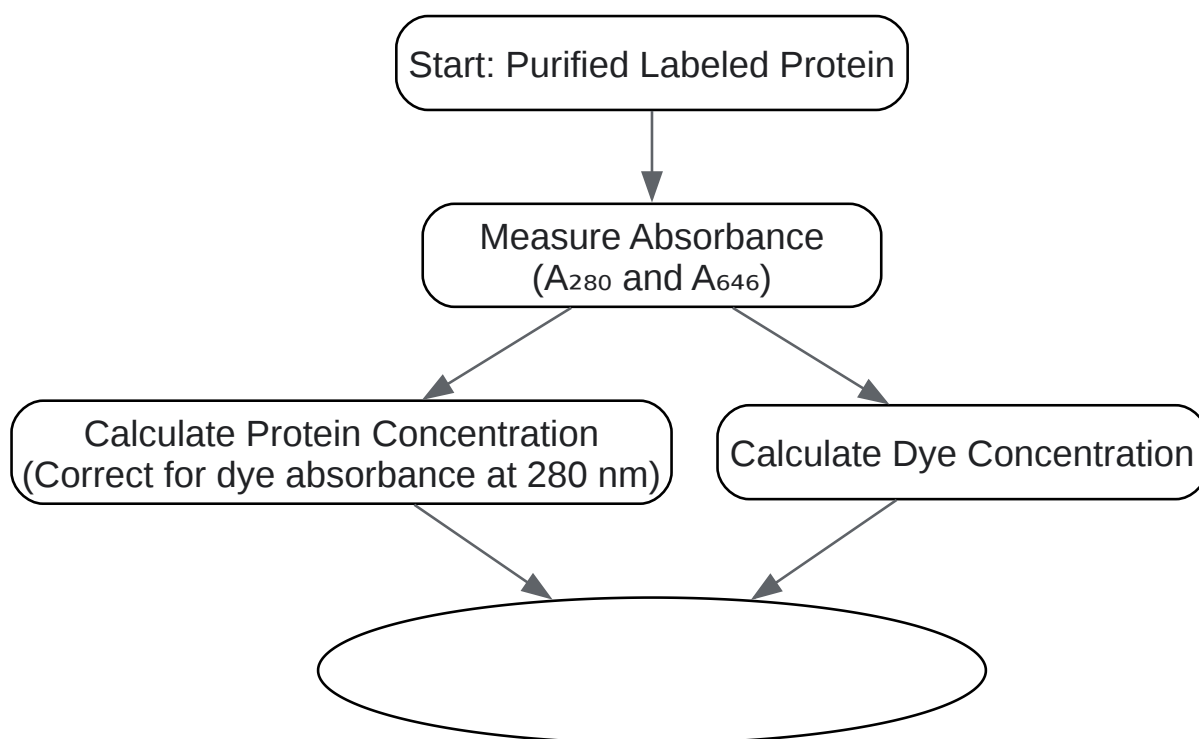 Start: Purified Labeled Protein
Measure Absorbance
(A₂₈₀ and A₆₄₆)
Calculate Protein Concentration
(Correct for dye absorbance at 280 nm)
Calculate Dye Concentration